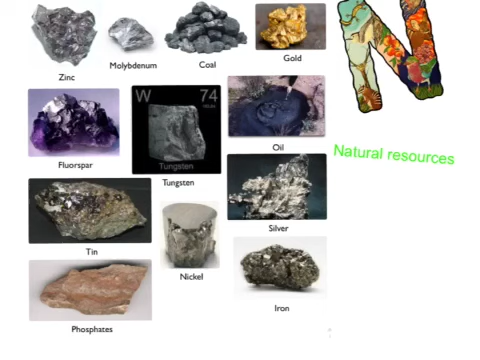 Zinc
Molybdenum
Coal
Gold
N
Fluorspar
W 74
Tungsten
Tungsten
Oil
Natural resources
Tin
Nickel
Silver
Phosphates
Iron